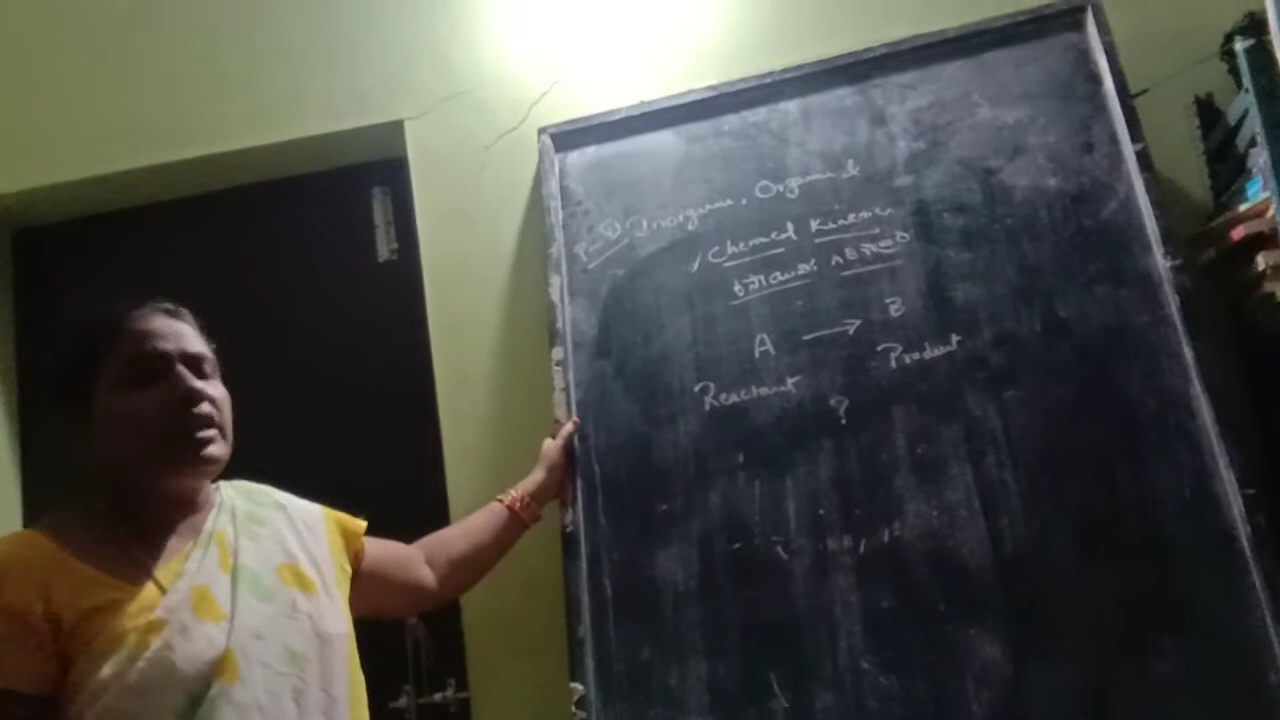 Inorganic, Organic &
Chemical Kinetics
A → B
Reactant Product
?